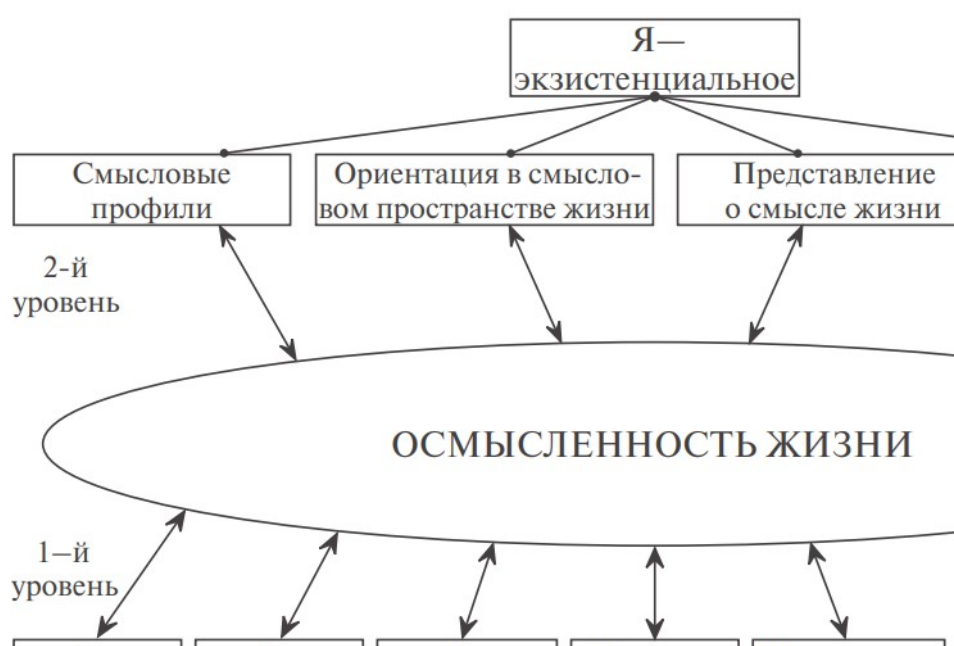 Я—
экзистенциальное
Смысловые
профили
Ориентация в смысло-
вом пространстве жизни
Представление
о смысле жизни
2-й
уровень
ОСМЫСЛЕННОСТЬ ЖИЗНИ
1—й
уровень